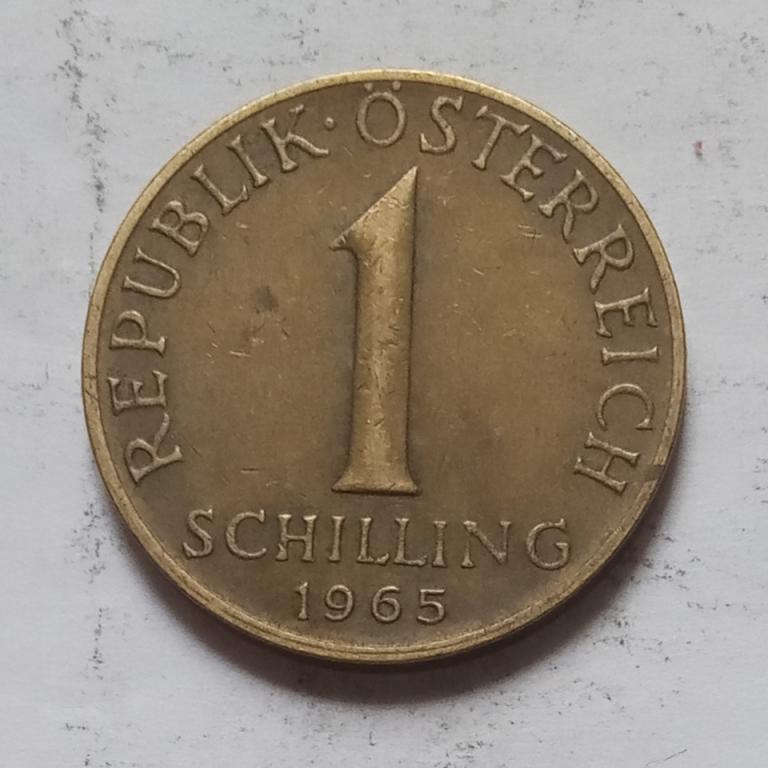 REPUBLIK · ÖSTERREICH
1
SCHILLING
1965